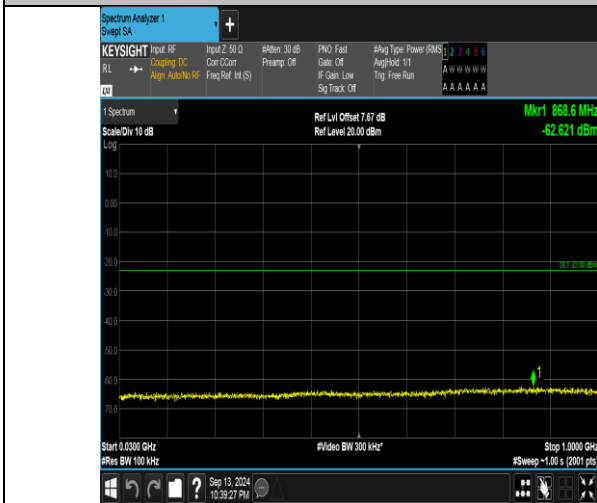 Spectrum Analyzer 1
Swept SA
+
KEYSIGHT
RL
Input: RF
Coupling: DC
Align: Auto/No RF
Input Z: 50 Ω
Corr CCorr
Freq Ref: Int (S)
#Atten: 30 dB
Preamp: Off
PNO: Fast
Gate: Off
IF Gain: Low
Sig Track: Off
#Avg Type: Power (RMS
Avg|Hold: 1/1
Trig: Free Run
1 2 3 4 5 6
A W W W W W
A A A A A A
1 Spectrum
Scale/Div 10 dB
Log
Ref Lvl Offset 7.67 dB
Ref Level 20.00 dBm
Mkr1 868.6 MHz
-62.621 dBm
10.0
0.00
-10.0
-20.0
DL1 -23.00 dBm
-30.0
-40.0
-50.0
-60.0
1
-70.0
Start 0.0300 GHz
#Res BW 100 kHz
#Video BW 300 kHz*
Stop 1.0000 GHz
#Sweep ~1.00 s (2001 pts)
?
Sep 13, 2024
10:39:27 PM